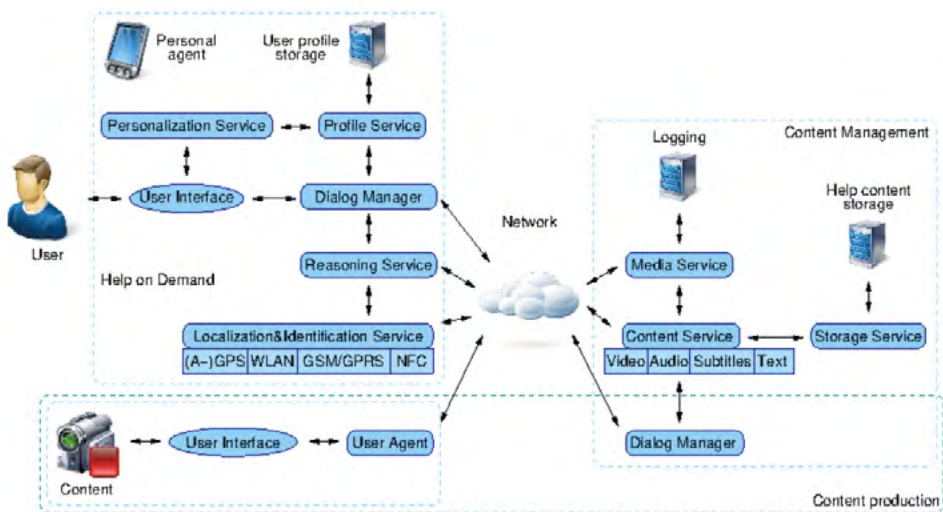 Personal
agent
User profile
storage
Personalization Service
Profile Service
User Interface
Dialog Manager
User
Reasoning Service
Help on Demand
Localization&Identification Service
(A-)GPS WLAN GSM/GPRS NFC
Network
Logging
Content Management
Help content
storage
Media Service
Content Service
Storage Service
Video Audio Subtitles Text
Content
User Interface
User Agent
Dialog Manager
Content production